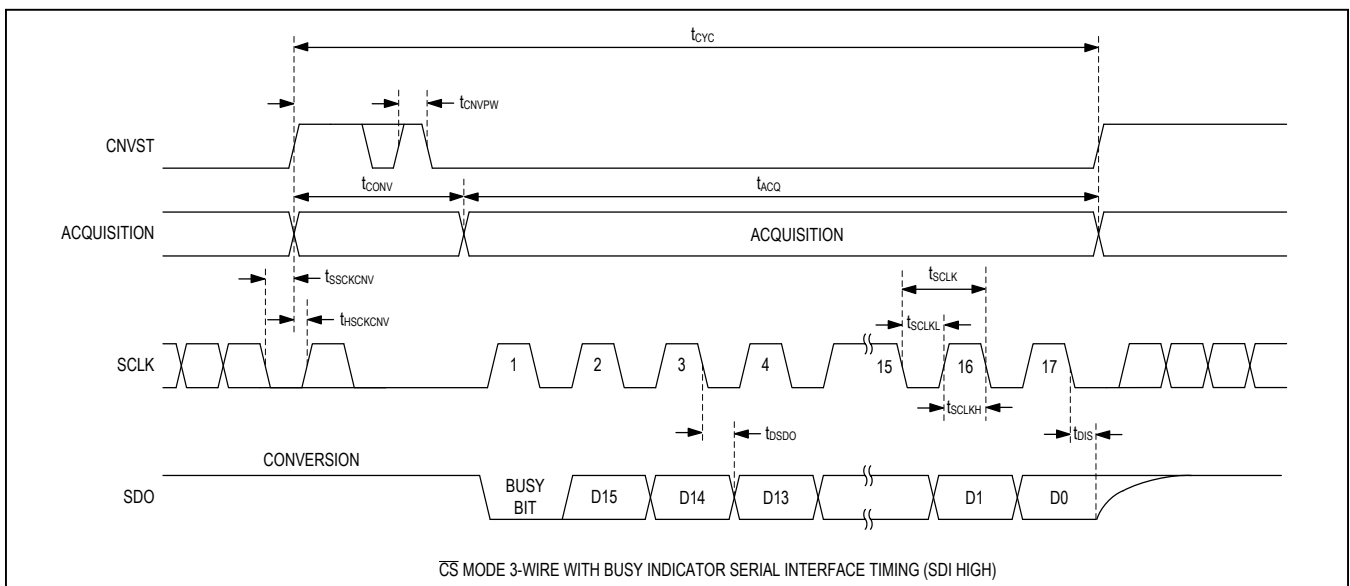 tCYC
tCNVPW
CNVST
tCONV
tACQ
ACQUISITION
ACQUISITION
tSSCKCNV
tSCLK
tHSCKCNV
tSCLKL
SCLK
1 2 3 4 15 16 17
tSCLKH
tDSDO
tDIS
CONVERSION
SDO
BUSY
BIT
D15 D14 D13 D1 D0
CS MODE 3-WIRE WITH BUSY INDICATOR SERIAL INTERFACE TIMING (SDI HIGH)